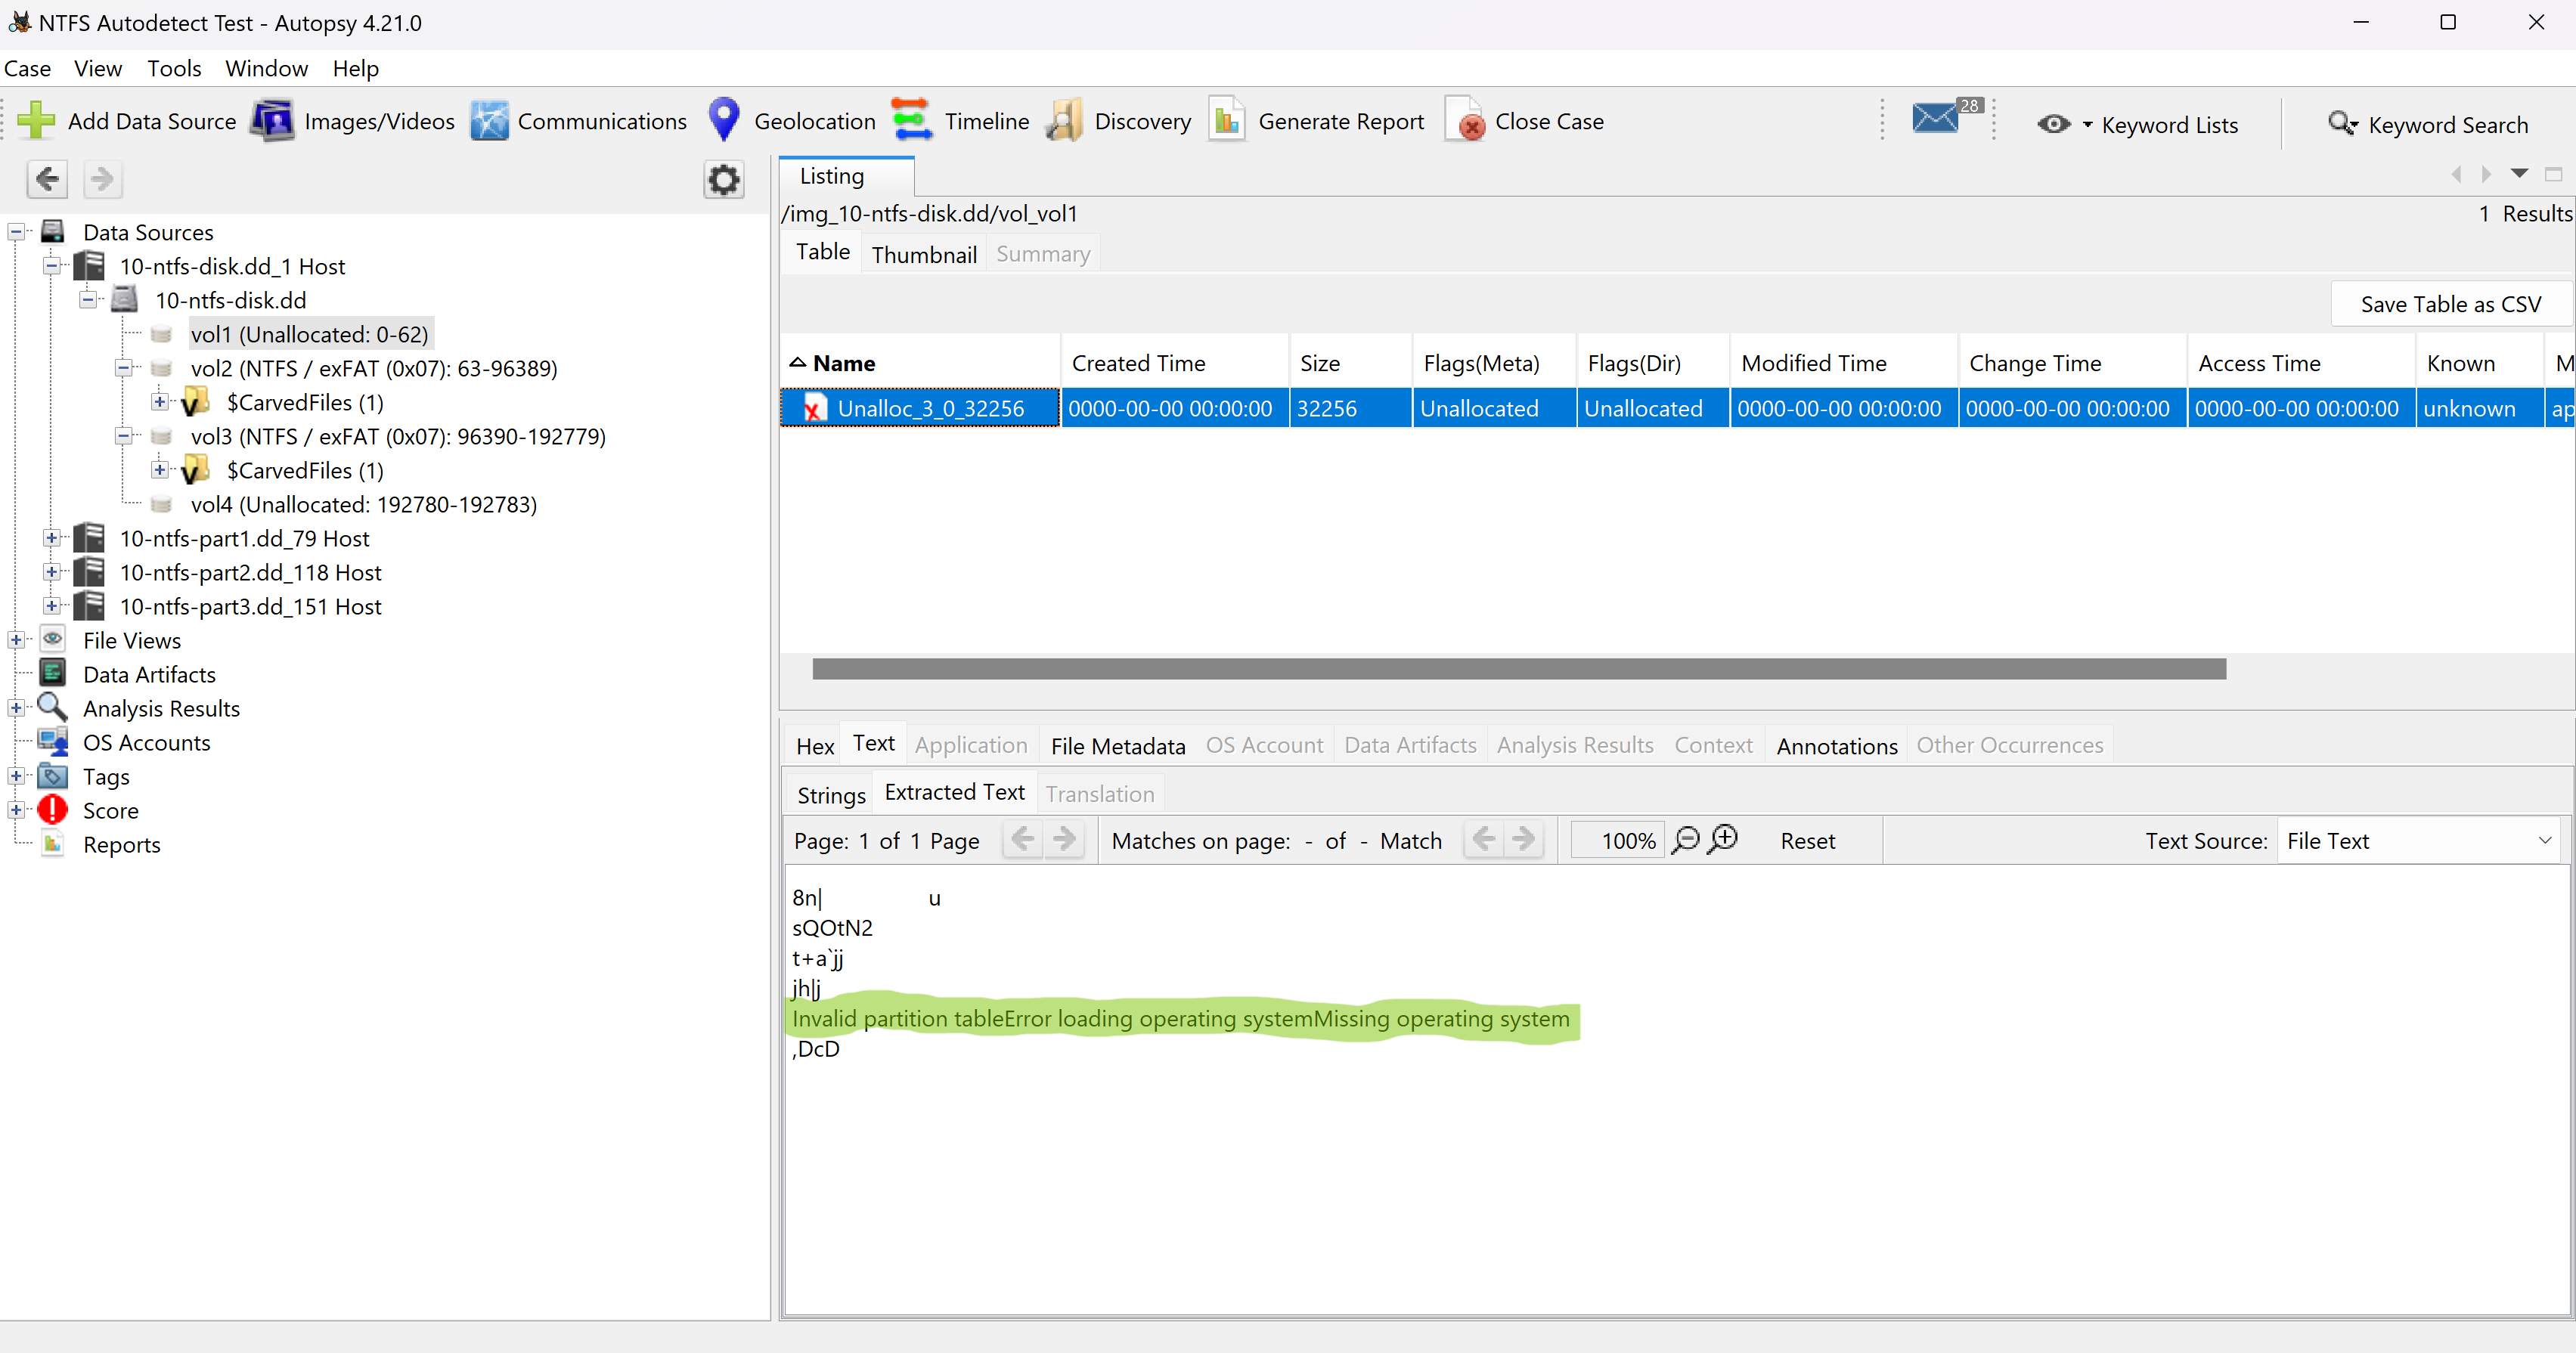 NTFS Autodetect Test - Autopsy 4.21.0
Case View Tools Window Help
Add Data Source Images/Videos Communications Geolocation Timeline Discovery Generate Report Close Case 28 Keyword Lists Keyword Search
Data Sources
10-ntfs-disk.dd_1 Host
10-ntfs-disk.dd
vol1 (Unallocated: 0-62)
vol2 (NTFS / exFAT (0x07): 63-96389)
$CarvedFiles (1)
vol3 (NTFS / exFAT (0x07): 96390-192779)
$CarvedFiles (1)
vol4 (Unallocated: 192780-192783)
10-ntfs-part1.dd_79 Host
10-ntfs-part2.dd_118 Host
10-ntfs-part3.dd_151 Host
File Views
Data Artifacts
Analysis Results
OS Accounts
Tags
Score
Reports
Listing
/img_10-ntfs-disk.dd/vol_vol1 1 Results
Table Thumbnail Summary
Save Table as CSV
Name Created Time Size Flags(Meta) Flags(Dir) Modified Time Change Time Access Time Known M
Unalloc_3_0_32256 0000-00-00 00:00:00 32256 Unallocated Unallocated 0000-00-00 00:00:00 0000-00-00 00:00:00 0000-00-00 00:00:00 unknown ap
Hex Text Application File Metadata OS Account Data Artifacts Analysis Results Context Annotations Other Occurrences
Strings Extracted Text Translation
Page: 1 of 1 Page Matches on page: - of - Match 100% Reset Text Source: File Text
8n| u
sQOtN2
t+a`jj
jh|j
Invalid partition tableError loading operating systemMissing operating system
,DcD